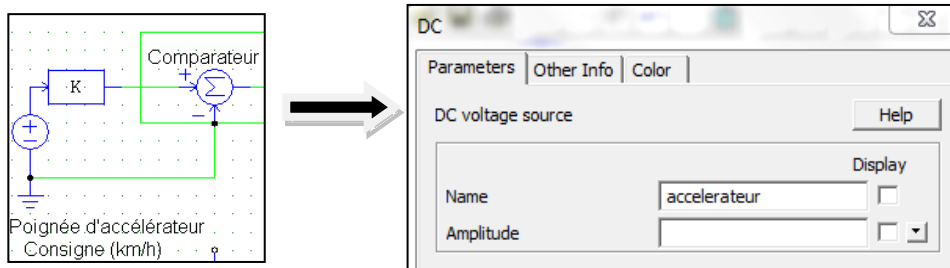 Comparateur
+
K
Σ
+
−
−
Poignée d'accélérateur
Consigne (km/h)
DC
Parameters
Other Info
Color
DC voltage source
Help
Display
Name
accelerateur
Amplitude